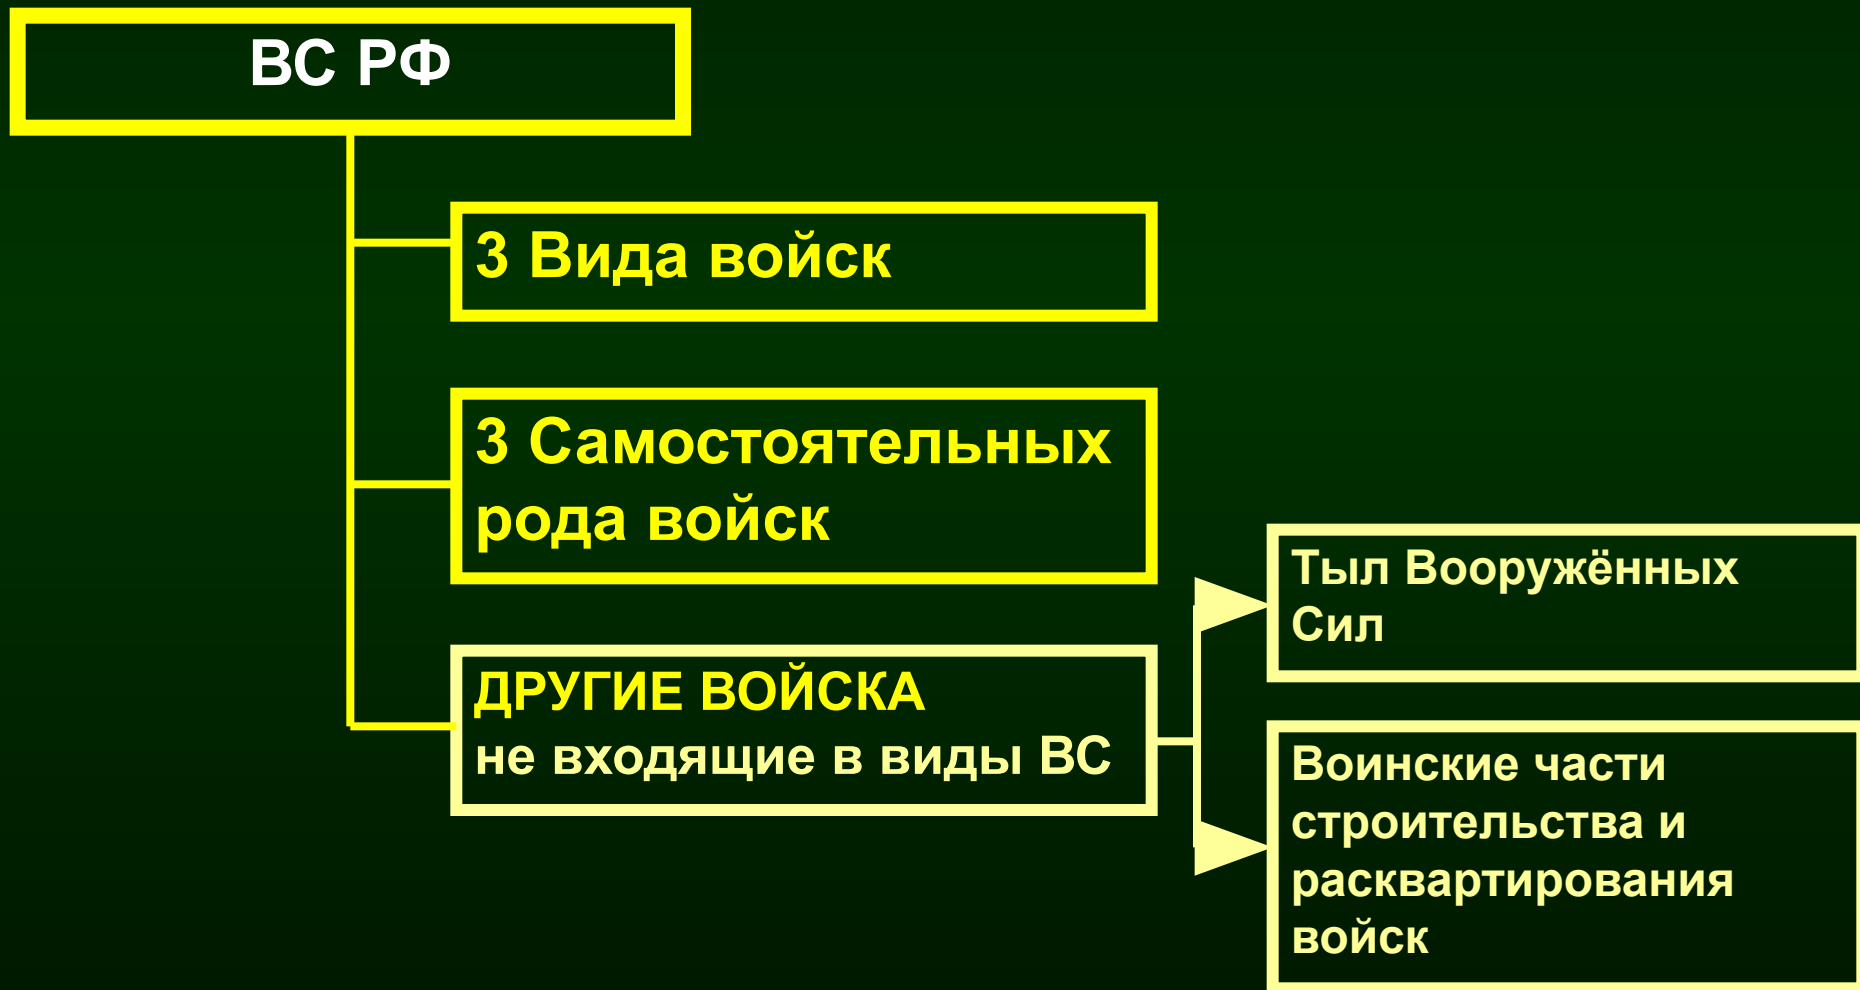 ВС РФ
3 Вида войск
3 Самостоятельных
рода войск
ДРУГИЕ ВОЙСКА
не входящие в виды ВС
Тыл Вооружённых
Сил
Воинские части
строительства и
расквартирования
войск